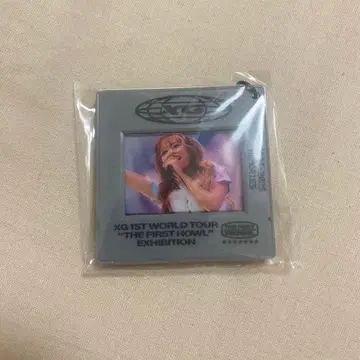 XG
XG 1ST WORLD TOUR
"THE FIRST HOWL"
EXHIBITION